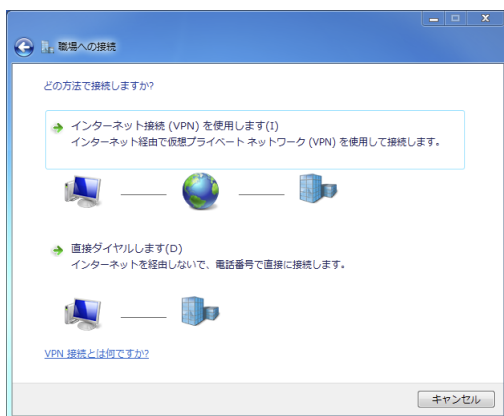 職場への接続
どの方法で接続しますか?
インターネット接続 (VPN) を使用します(I)
インターネット経由で仮想プライベート ネットワーク (VPN) を使用して接続します。
直接ダイヤルします(D)
インターネットを経由しないで、電話番号で直接に接続します。
VPN 接続とは何ですか?
キャンセル